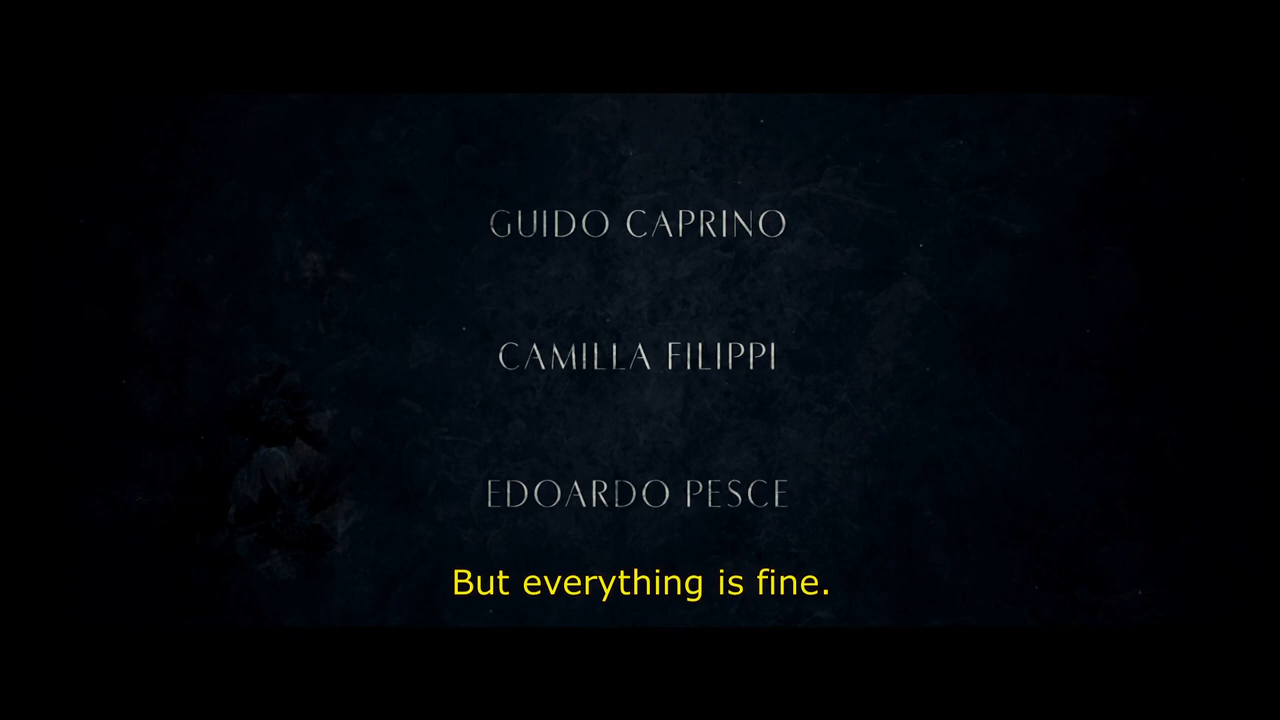 GUIDO CAPRINO
CAMILLA FILIPPI
EDOARDO PESCE
But everything is fine.